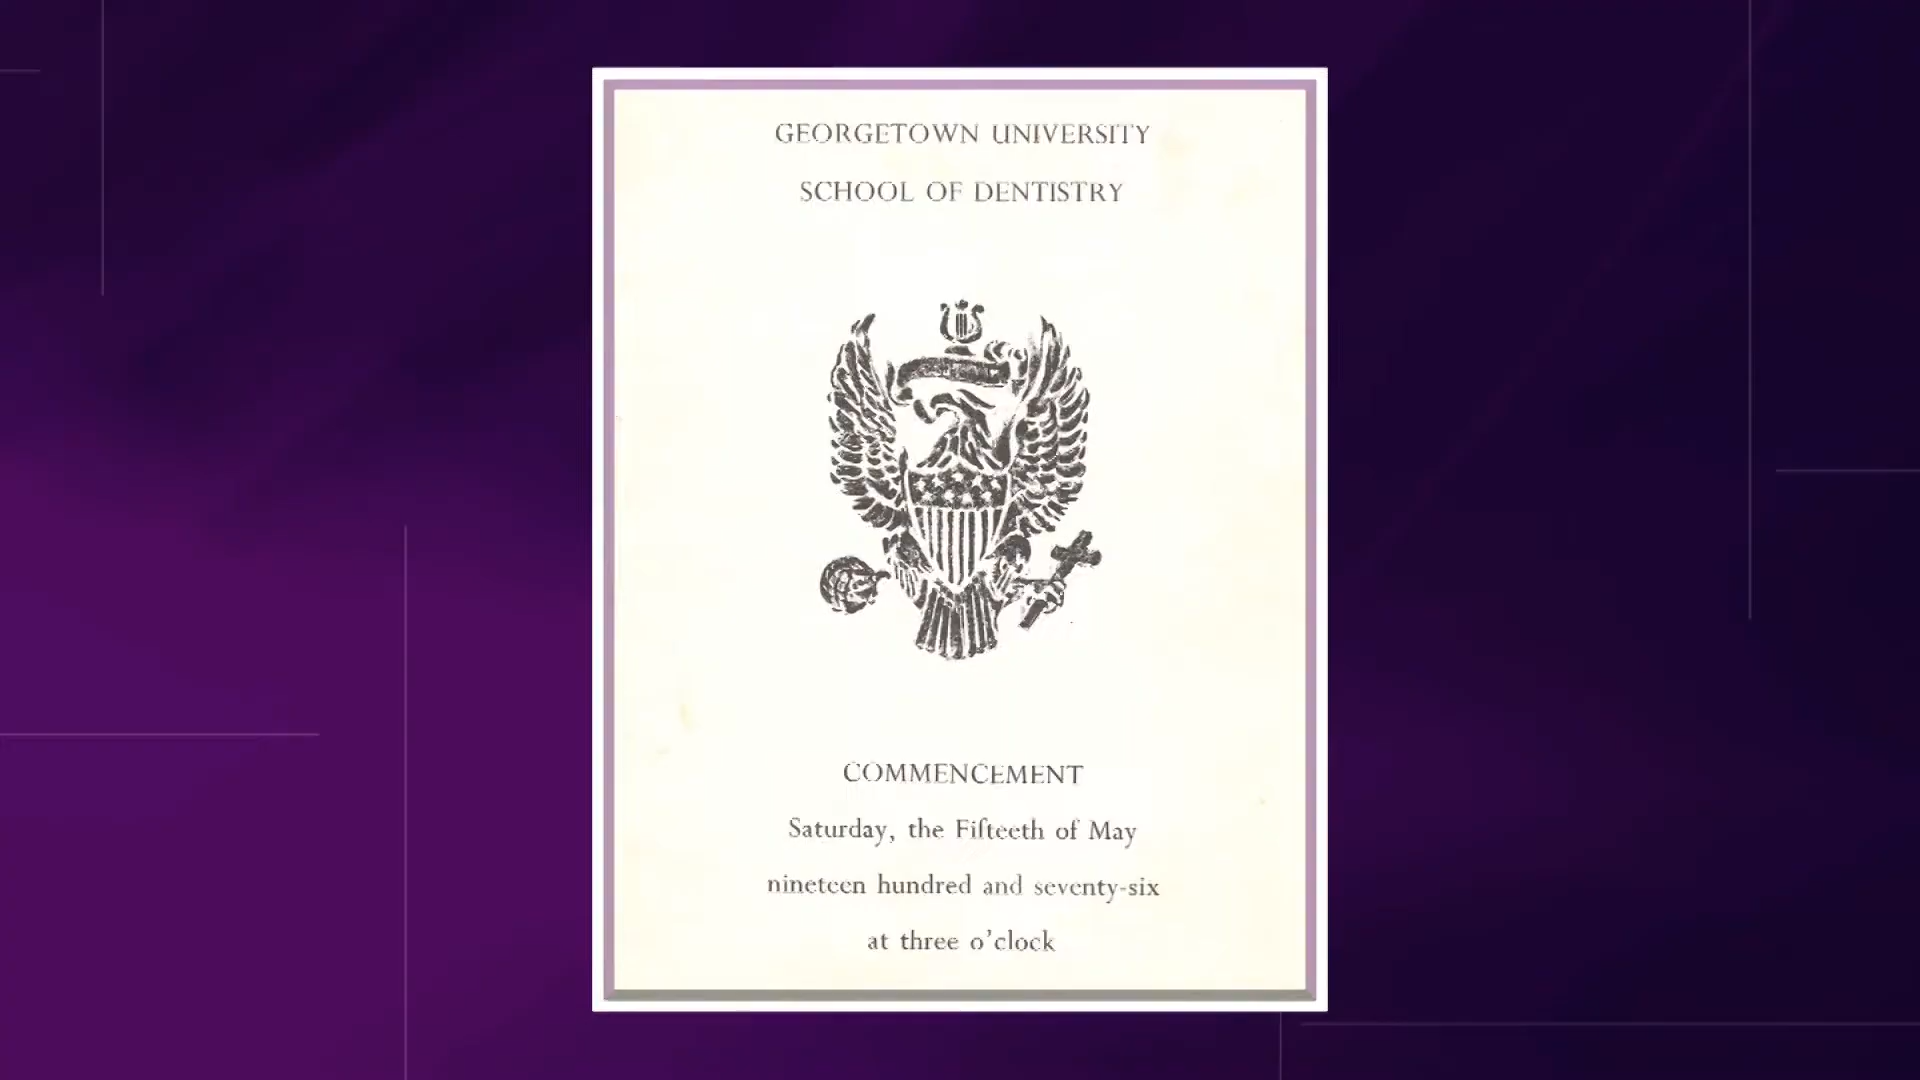 GEORGETOWN UNIVERSITY
SCHOOL OF DENTISTRY
COMMENCEMENT
Saturday, the Fifteeth of May
nineteen hundred and seventy-six
at three o'clock